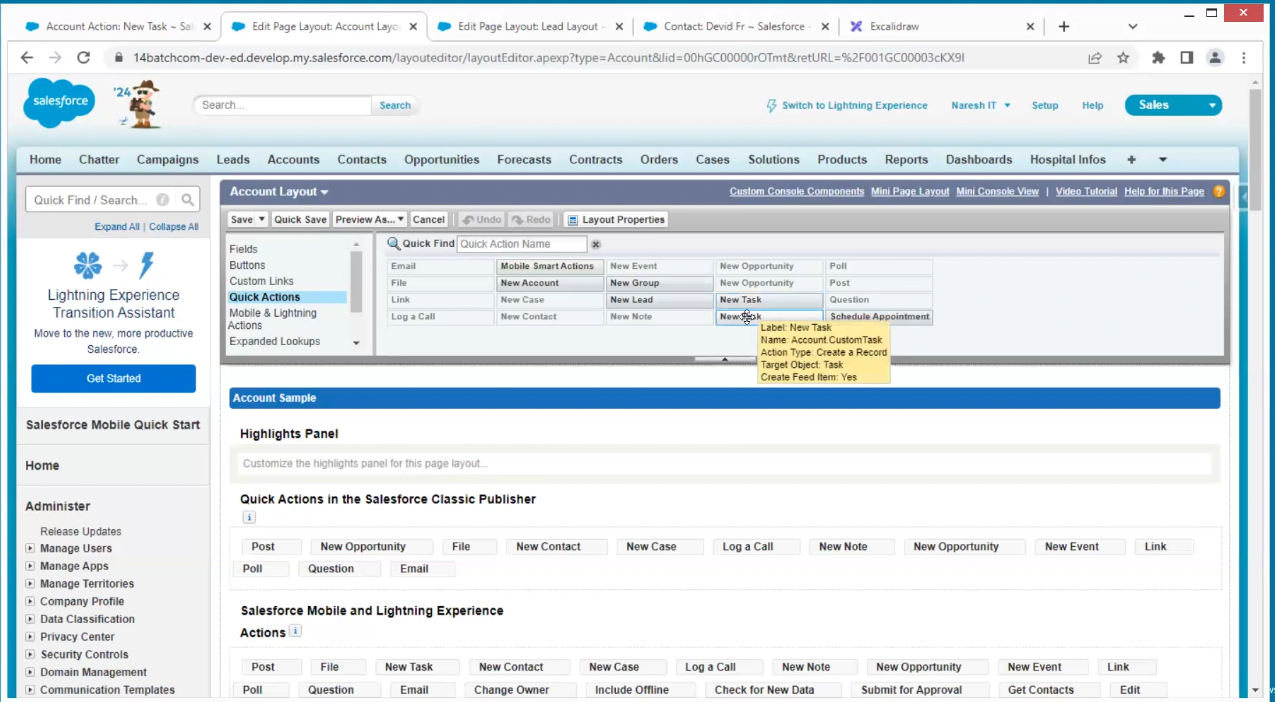 Account Action: New Task ~ Sal
Edit Page Layout: Account Layo
Edit Page Layout: Lead Layout ~
Contact: Devid Fr ~ Salesforce -
Excalidraw
14batchcom-dev-ed.develop.my.salesforce.com/layouteditor/layoutEditor.apexp?type=Account&lid=00hGC00000rOTmt&retURL=%2F001GC00003cKX9I
salesforce
'24
Search...
Search
Switch to Lightning Experience
Naresh IT
Setup
Help
Sales
Home Chatter Campaigns Leads Accounts Contacts Opportunities Forecasts Contracts Orders Cases Solutions Products Reports Dashboards Hospital Infos +
Quick Find / Search...
Expand All | Collapse All
Lightning Experience
Transition Assistant
Move to the new, more productive
Salesforce.
Get Started
Salesforce Mobile Quick Start
Home
Administer
Release Updates
Manage Users
Manage Apps
Manage Territories
Company Profile
Data Classification
Privacy Center
Security Controls
Domain Management
Communication Templates
Account Layout
Custom Console Components Mini Page Layout Mini Console View | Video Tutorial Help for this Page ?
Save Quick Save Preview As... Cancel Undo Redo Layout Properties
Fields
Buttons
Custom Links
Quick Actions
Mobile & Lightning
Actions
Expanded Lookups
Quick Find Quick Action Name
Email Mobile Smart Actions New Event New Opportunity Poll
File New Account New Group New Opportunity Post
Link New Case New Lead New Task Question
Log a Call New Contact New Note New Task Schedule Appointment
Label: New Task
Name: Account.CustomTask
Action Type: Create a Record
Target Object: Task
Create Feed Item: Yes
Account Sample
Highlights Panel
Customize the highlights panel for this page layout...
Quick Actions in the Salesforce Classic Publisher
i
Post New Opportunity File New Contact New Case Log a Call New Note New Opportunity New Event Link
Poll Question Email
Salesforce Mobile and Lightning Experience
Actions i
Post File New Task New Contact New Case Log a Call New Note New Opportunity New Event Link
Poll Question Email Change Owner Include Offline Check for New Data Submit for Approval Get Contacts Edit